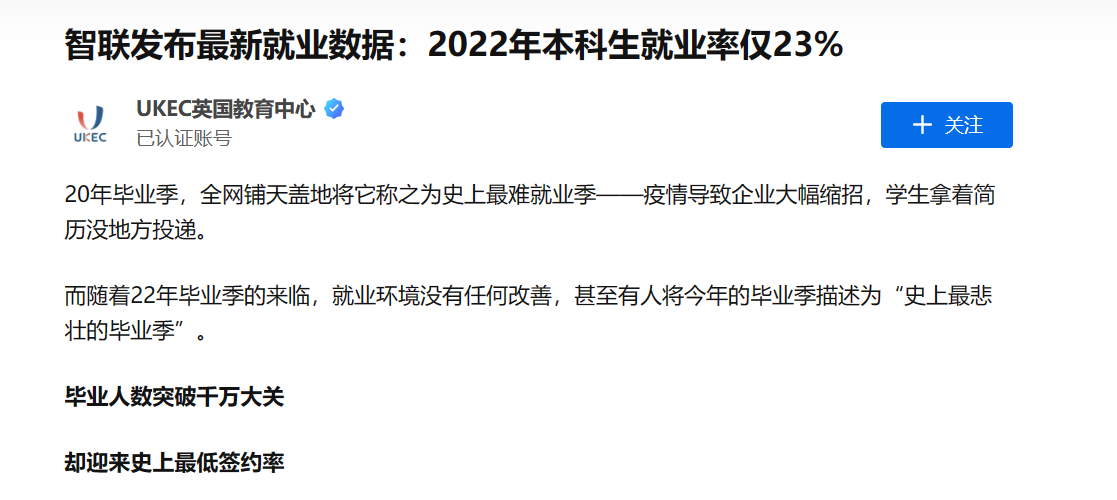 智联发布最新就业数据：2022年本科生就业率仅23%
UKEC英国教育中心
已认证账号
UKEC
＋ 关注
20年毕业季，全网铺天盖地将它称之为史上最难就业季——疫情导致企业大幅缩招，学生拿着简
历没地方投递。
而随着22年毕业季的来临，就业环境没有任何改善，甚至有人将今年的毕业季描述为“史上最悲
壮的毕业季”。
毕业人数突破千万大关
却迎来史上最低签约率